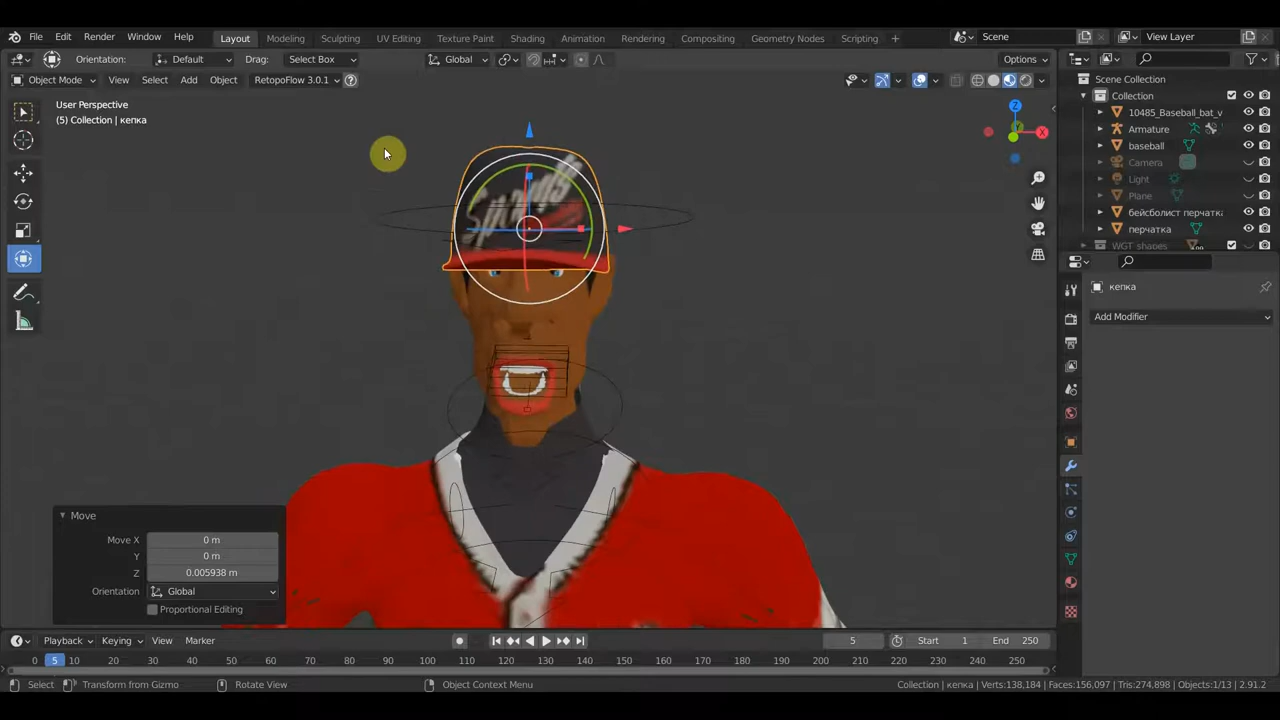 File Edit Render Window Help Layout Modeling Sculpting UV Editing Texture Paint Shading Animation Rendering Compositing Geometry Nodes Scripting + Scene View Layer
Orientation: Default Drag: Select Box Global Options
Object Mode View Select Add Object RetopoFlow 3.0.1 ?
User Perspective
(5) Collection | кепка
Z
X
Y
Scene Collection
Collection
10485_Baseball_bat_v
Armature
baseball
Camera
Light
Plane
бейсболист перчатка
перчатка
WGT_shapes
кепка
Add Modifier
Move
Move X 0 m
Y 0 m
Z 0.005938 m
Orientation Global
Proportional Editing
Playback Keying View Marker 5 Start 1 End 250
0 5 10 20 30 40 50 60 70 80 90 100 110 120 130 140 150 160 170 180 190 200 210 220 230 240 250
Select Transform from Gizmo Rotate View Object Context Menu Collection | кепка | Verts:138,184 | Faces:156,097 | Tris:274,898 | Objects:1/13 | 2.91.2